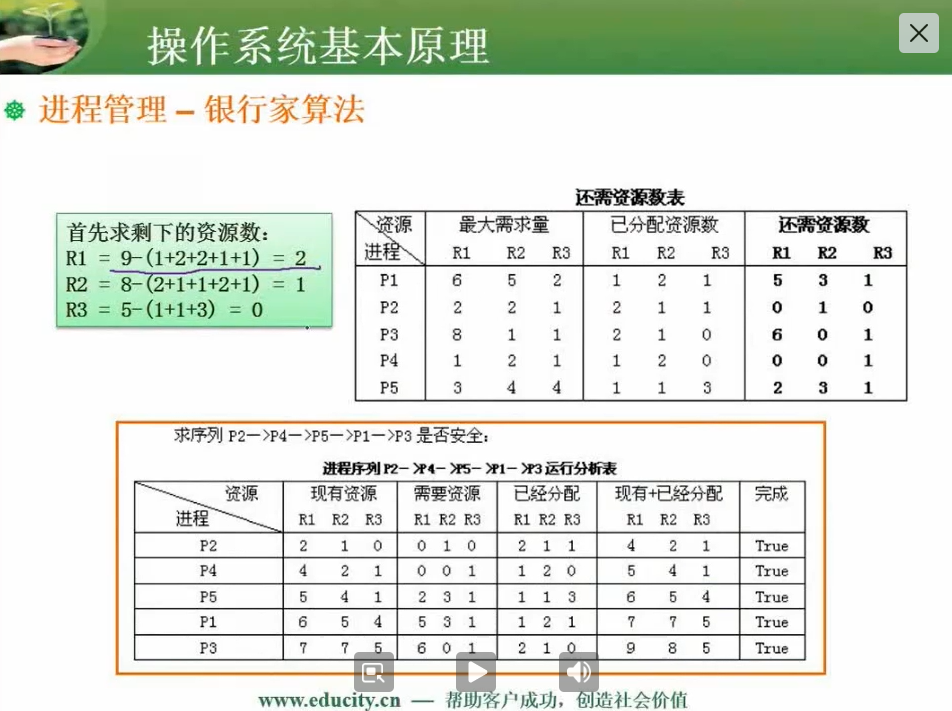 操作系统基本原理
进程管理 – 银行家算法
首先求剩下的资源数:
R1 = 9-(1+2+2+1+1) = 2
R2 = 8-(2+1+1+2+1) = 1
R3 = 5-(1+1+3) = 0
还需资源数表
资源 最大需求量 已分配资源数 还需资源数
进程 R1 R2 R3 R1 R2 R3 R1 R2 R3
P1 6 5 2 1 2 1 5 3 1
P2 2 2 1 2 1 1 0 1 0
P3 8 1 1 2 1 0 6 0 1
P4 1 2 1 1 2 0 0 0 1
P5 3 4 4 1 1 3 2 3 1
求序列 P2—>P4—>P5—>P1—>P3 是否安全;
进程序列 P2—>P4—>P5—>P1—>P3 运行分析表
资源 现有资源 需要资源 已经分配 现有+已经分配 完成
进程 R1 R2 R3 R1 R2 R3 R1 R2 R3 R1 R2 R3
P2 2 1 0 0 1 0 2 1 1 4 2 1 True
P4 4 2 1 0 0 1 1 2 0 5 4 1 True
P5 5 4 1 2 3 1 1 1 3 6 5 4 True
P1 6 5 4 5 3 1 1 2 1 7 7 5 True
P3 7 7 5 6 0 1 2 1 0 9 8 5 True
www.educity.cn — 帮助客户成功，创造社会价值